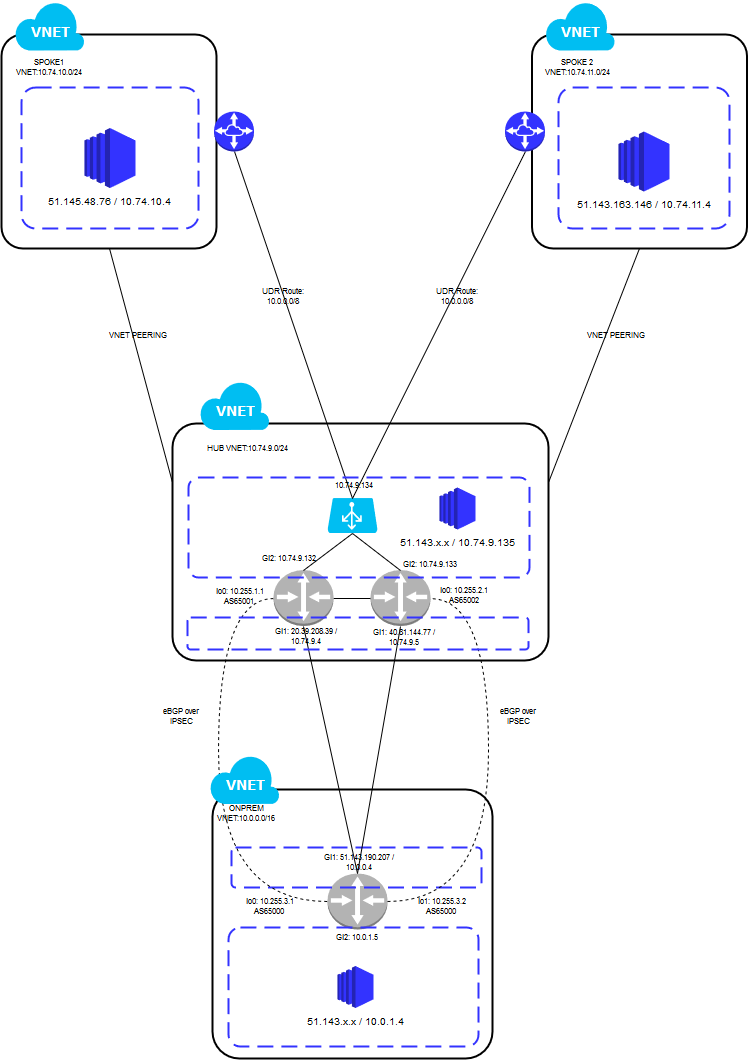 VNET
SPOKE1
VNET:10.74.10.0/24
51.145.48.76 / 10.74.10.4
VNET
SPOKE 2
VNET:10.74.11.0/24
51.143.163.146 / 10.74.11.4
UDR Route:
10.0.0.0/8
UDR Route:
10.0.0.0/8
VNET PEERING
VNET PEERING
VNET
HUB VNET:10.74.9.0/24
10.74.9.134
51.143.x.x / 10.74.9.135
GI2: 10.74.9.132
GI2: 10.74.9.133
lo0: 10.255.1.1
AS65001
lo0: 10.255.2.1
AS65002
GI1: 20.39.208.39 /
10.74.9.4
GI1: 40.81.144.77 /
10.74.9.5
eBGP over
IPSEC
eBGP over
IPSEC
VNET
ONPREM
VNET:10.0.0.0/16
GI1: 51.143.190.207 /
10.0.0.4
lo0: 10.255.3.1
AS65000
lo1: 10.255.3.2
AS65000
GI2: 10.0.1.5
51.143.x.x / 10.0.1.4